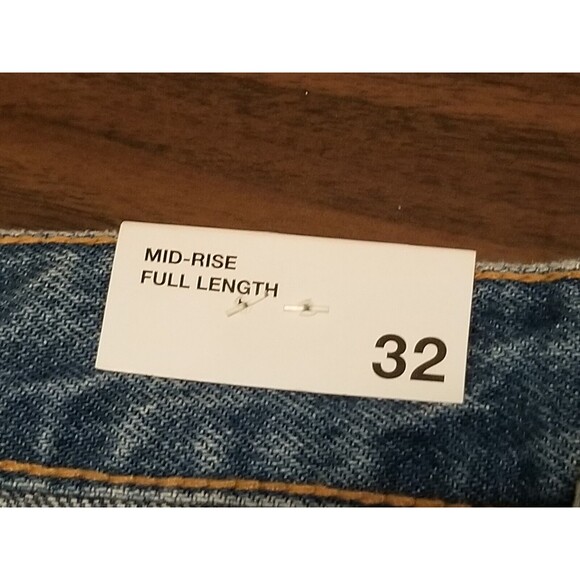 MID-RISE
FULL LENGTH
32